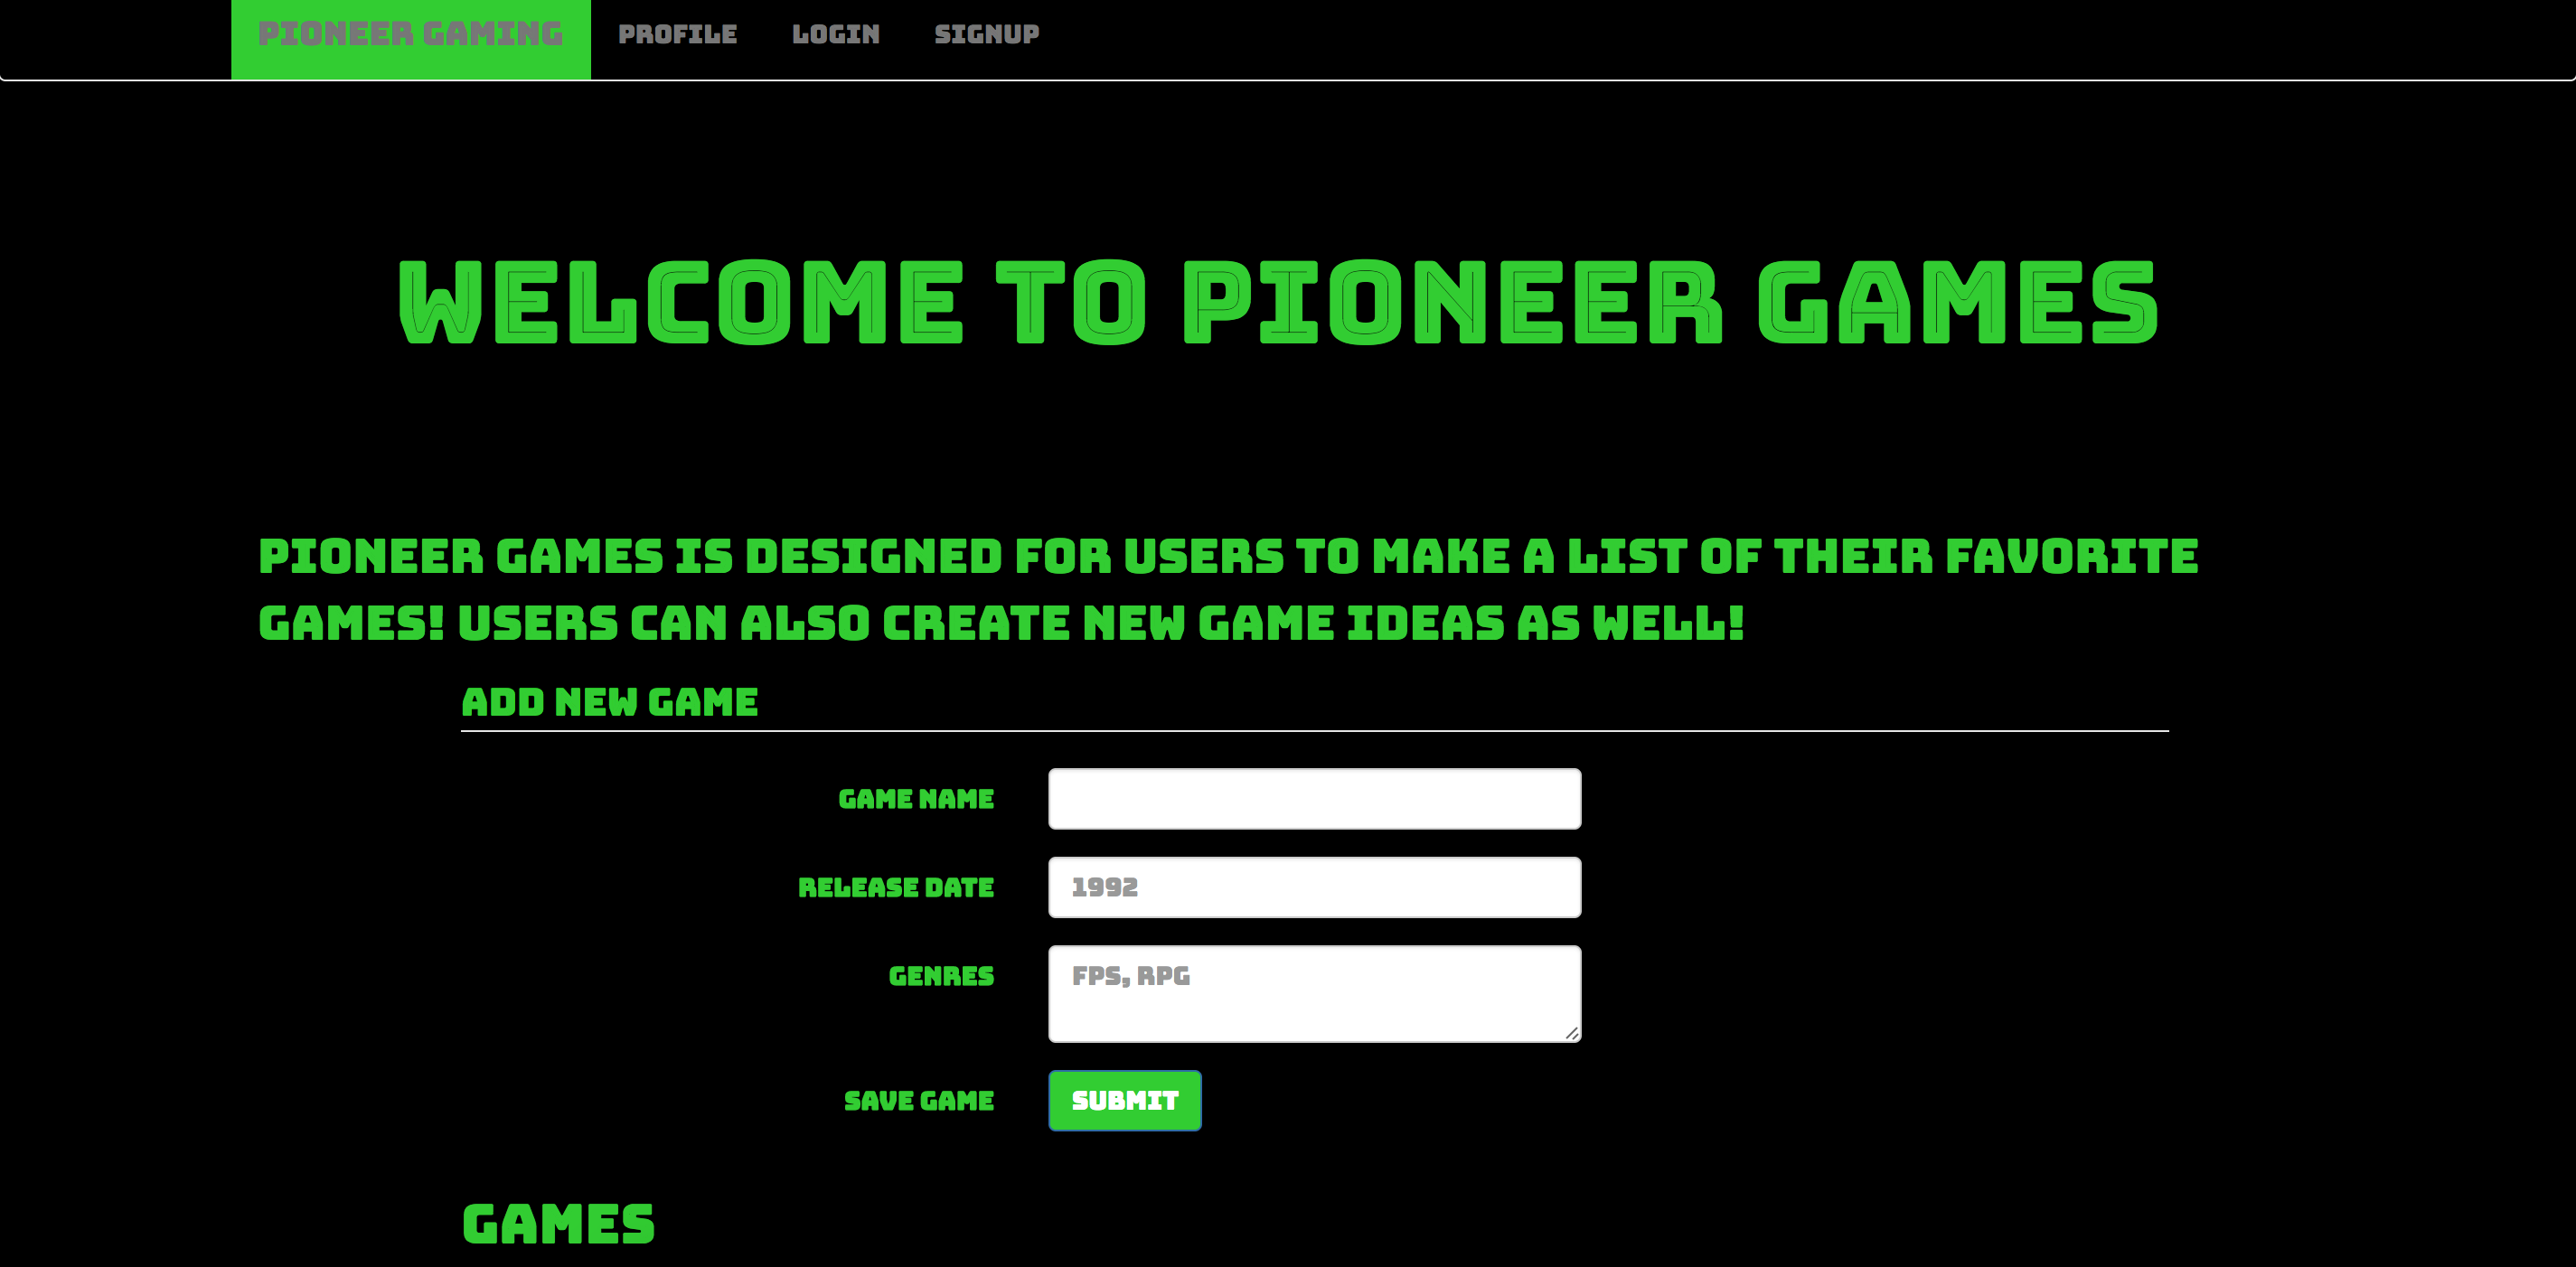 PIONEER GAMING PROFILE LOGIN SIGNUP
WELCOME TO PIONEER GAMES
PIONEER GAMES IS DESIGNED FOR USERS TO MAKE A LIST OF THEIR FAVORITE
GAMES! USERS CAN ALSO CREATE NEW GAME IDEAS AS WELL!
ADD NEW GAME
GAME NAME
RELEASE DATE 1992
GENRES FPS, RPG
SAVE GAME SUBMIT
GAMES